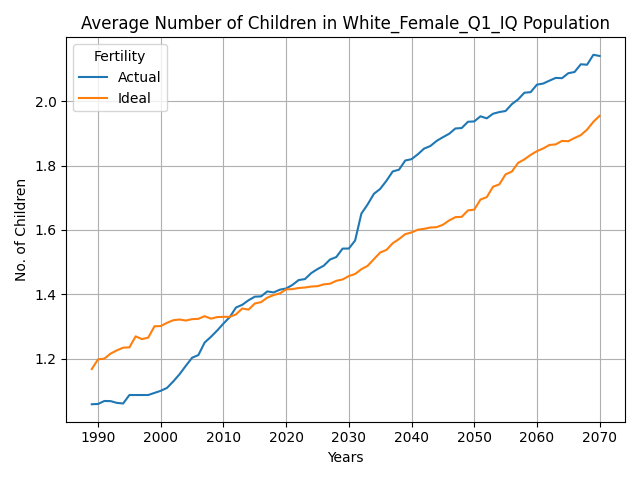 Average Number of Children in White_Female_Q1_IQ Population
Fertility
Actual
Ideal
No. of Children
2.0
1.8
1.6
1.4
1.2
1990 2000 2010 2020 2030 2040 2050 2060 2070
Years